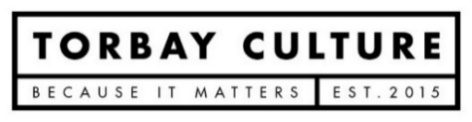 TORBAY CULTURE
BECAUSE IT MATTERS EST. 2015